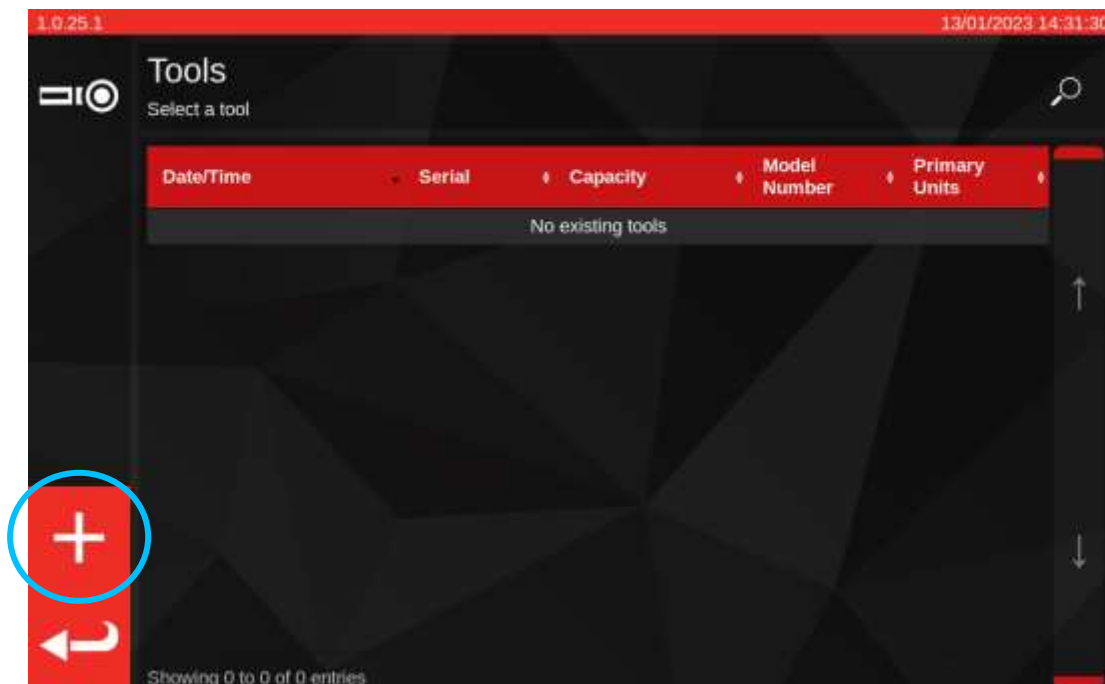 1.0.25.1 13/01/2023 14:31:30
Tools
Select a tool
Date/Time Serial Capacity Model Number Primary Units
No existing tools
Showing 0 to 0 of 0 entries